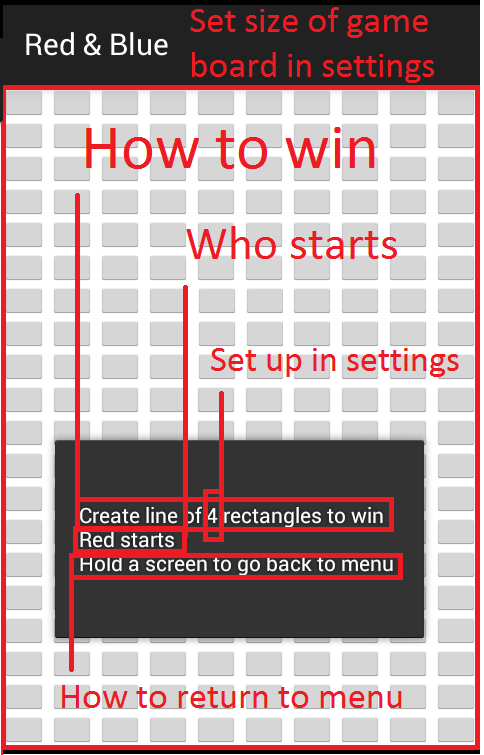 Red & Blue
Set size of game
board in settings
How to win
Who starts
Set up in settings
Create line of 4 rectangles to win
Red starts
Hold a screen to go back to menu
How to return to menu